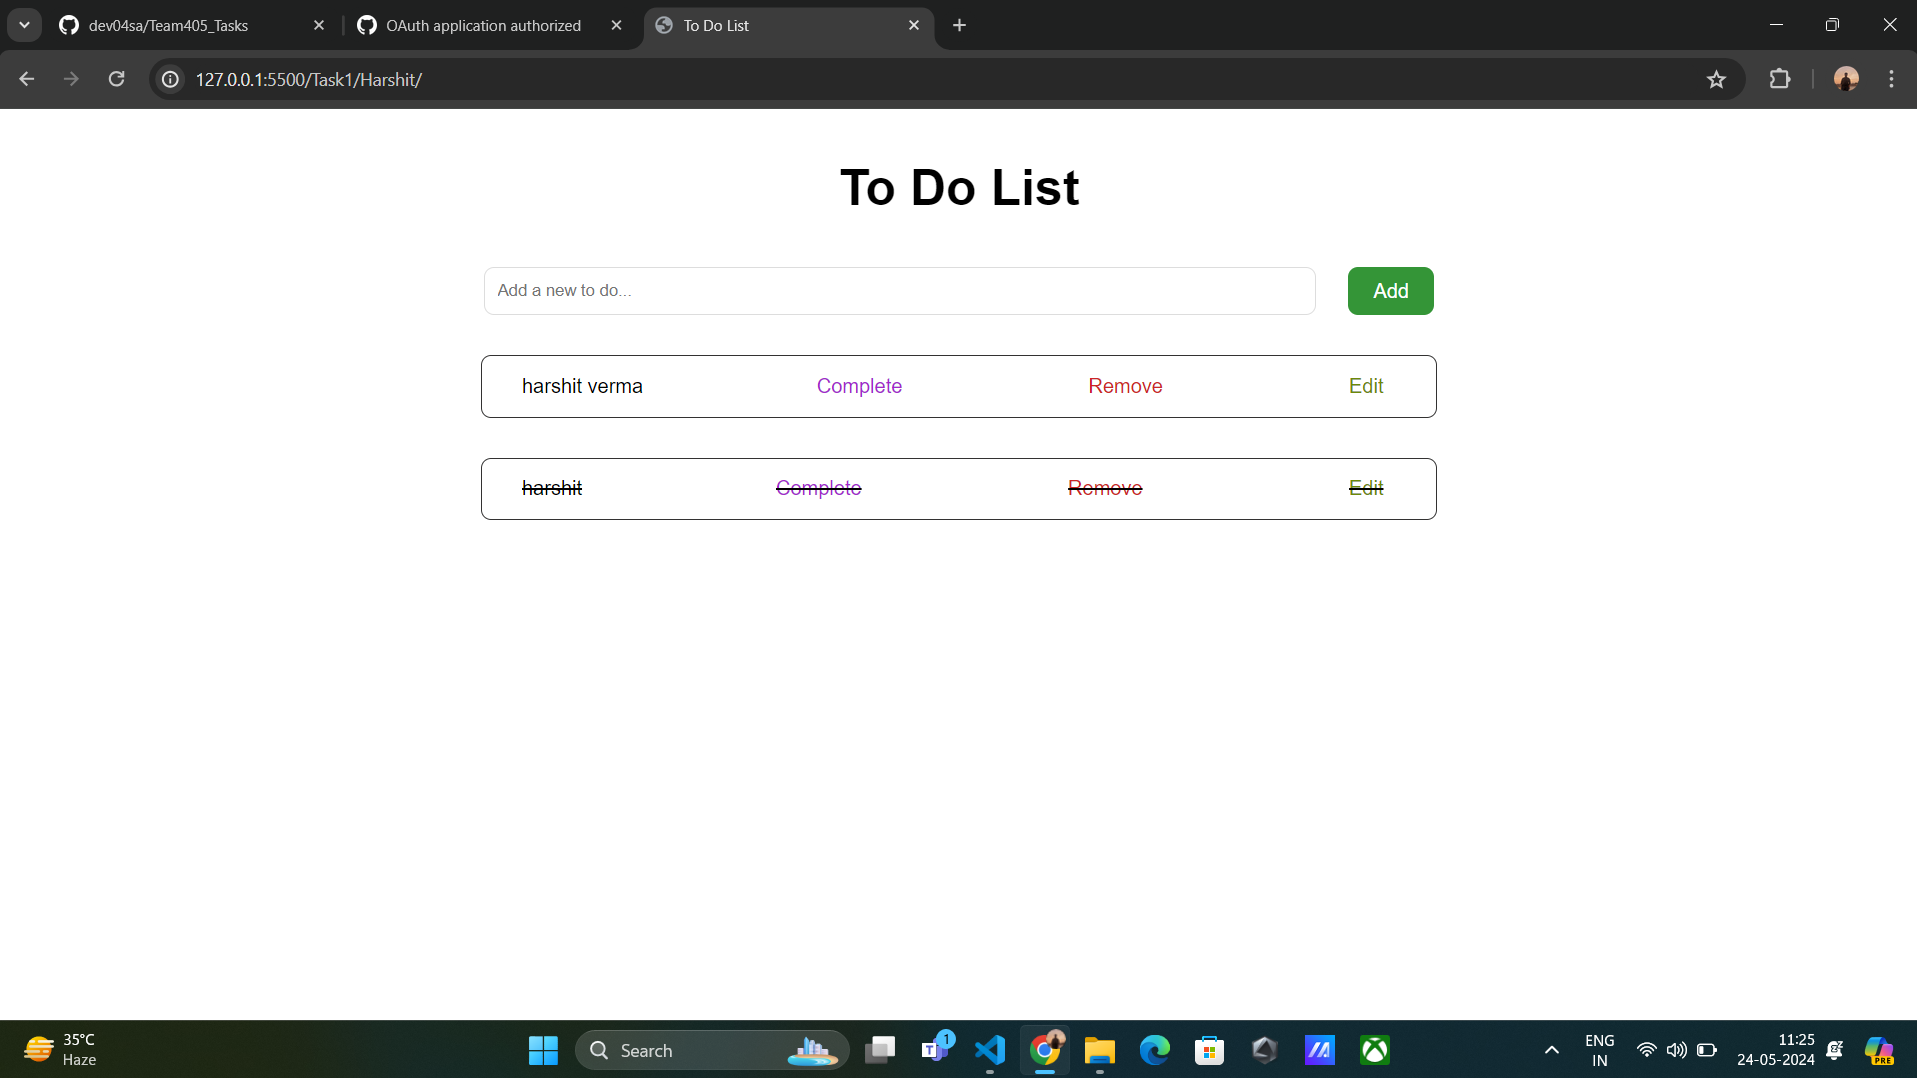 dev04sa/Team405_Tasks
OAuth application authorized
To Do List
127.0.0.1:5500/Task1/Harshit/
To Do List
Add a new to do...
Add
harshit verma Complete Remove Edit
harshit Complete Remove Edit
35°C
Haze
Search
T
1
ENG
IN
11:25
24-05-2024
PRE